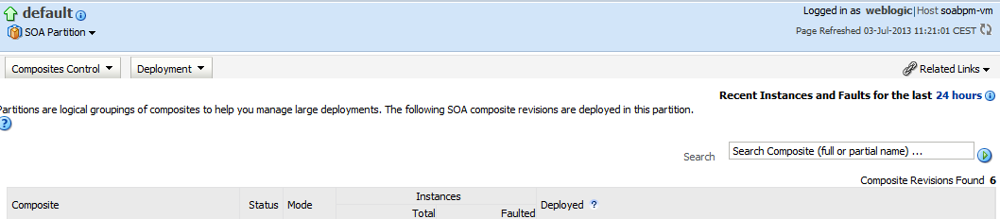 default
Logged in as weblogic|Host soabpm-vm
SOA Partition
Page Refreshed 03-Jul-2013 11:21:01 CEST
Composites Control Deployment Related Links
Recent Instances and Faults for the last 24 hours
Partitions are logical groupings of composites to help you manage large deployments. The following SOA composite revisions are deployed in this partition.
Search Search Composite (full or partial name) ...
Composite Revisions Found 6
Composite Status Mode Instances Deployed ?
Total Faulted